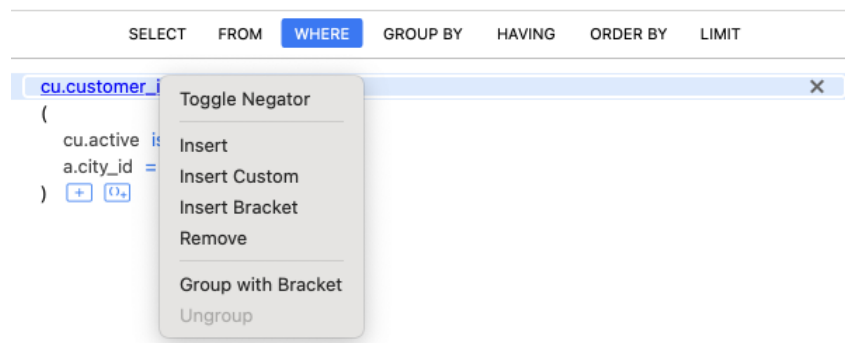 SELECT FROM WHERE GROUP BY HAVING ORDER BY LIMIT
cu.customer_i
(
cu.active is
a.city_id =
)
Toggle Negator
Insert
Insert Custom
Insert Bracket
Remove
Group with Bracket
Ungroup